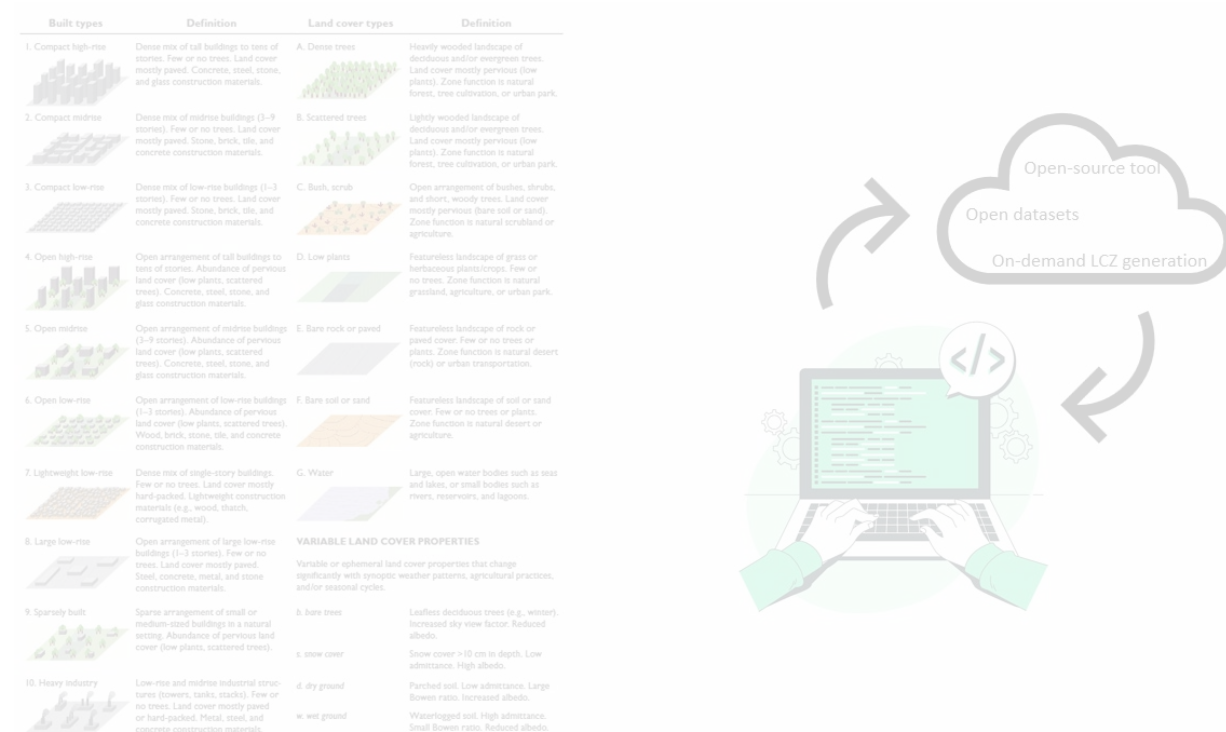 Built types
Definition
Land cover types
Definition
1. Compact high-rise
Dense mix of tall buildings to tens of
stories. Few or no trees. Land cover
mostly paved. Concrete, steel, stone,
and glass construction materials.
A. Dense trees
Heavily wooded landscape of
deciduous and/or evergreen trees.
Land cover mostly pervious (low
plants). Zone function is natural
forest, tree cultivation, or urban park.
2. Compact midrise
Dense mix of midrise buildings (3–9
stories). Few or no trees. Land cover
mostly paved. Stone, brick, tile, and
concrete construction materials.
B. Scattered trees
Lightly wooded landscape of
deciduous and/or evergreen trees.
Land cover mostly pervious (low
plants). Zone function is natural
forest, tree cultivation, or urban park.
3. Compact low-rise
Dense mix of low-rise buildings (1–3
stories). Few or no trees. Land cover
mostly paved. Stone, brick, tile, and
concrete construction materials.
C. Bush, scrub
Open arrangement of bushes, shrubs,
and short, woody trees. Land cover
mostly pervious (bare soil or sand).
Zone function is natural scrubland or
agriculture.
4. Open high-rise
Open arrangement of tall buildings to
tens of stories. Abundance of pervious
land cover (low plants, scattered
trees). Concrete, steel, stone, and
glass construction materials.
D. Low plants
Featureless landscape of grass or
herbaceous plants/crops. Few or
no trees. Zone function is natural
grassland, agriculture, or urban park.
5. Open midrise
Open arrangement of midrise buildings
(3–9 stories). Abundance of pervious
land cover (low plants, scattered
trees). Concrete, steel, stone, and
glass construction materials.
E. Bare rock or paved
Featureless landscape of rock or
paved cover. Few or no trees or
plants. Zone function is natural desert
(rock) or urban transportation.
6. Open low-rise
Open arrangement of low-rise buildings
(1–3 stories). Abundance of pervious
land cover (low plants, scattered trees).
Wood, brick, stone, tile, and concrete
construction materials.
F. Bare soil or sand
Featureless landscape of soil or sand
cover. Few or no trees or plants.
Zone function is natural desert or
agriculture.
7. Lightweight low-rise
Dense mix of single-story buildings.
Few or no trees. Land cover mostly
hard-packed. Lightweight construction
materials (e.g., wood, thatch,
corrugated metal).
G. Water
Large, open water bodies such as seas
and lakes, or small bodies such as
rivers, reservoirs, and lagoons.
8. Large low-rise
Open arrangement of large low-rise
buildings (1–3 stories). Few or no
trees. Land cover mostly paved.
Steel, concrete, metal, and stone
construction materials.
VARIABLE LAND COVER PROPERTIES
Variable or ephemeral land cover properties that change
significantly with synoptic weather patterns, agricultural practices,
and/or seasonal cycles.
9. Sparsely built
Sparse arrangement of small or
medium-sized buildings in a natural
setting. Abundance of pervious land
cover (low plants, scattered trees).
b. bare trees
Leafless deciduous trees (e.g., winter).
Increased sky view factor. Reduced
albedo.
s. snow cover
Snow cover >10 cm in depth. Low
admittance. High albedo.
10. Heavy industry
Low-rise and midrise industrial struc-
tures (towers, tanks, stacks). Few or
no trees. Land cover mostly paved
or hard-packed. Metal, steel, and
concrete construction materials.
d. dry ground
Parched soil. Low admittance. Large
Bowen ratio. Increased albedo.
w. wet ground
Waterlogged soil. High admittance.
Small Bowen ratio. Reduced albedo.
Open-source tool
Open datasets
On-demand LCZ generation
</>